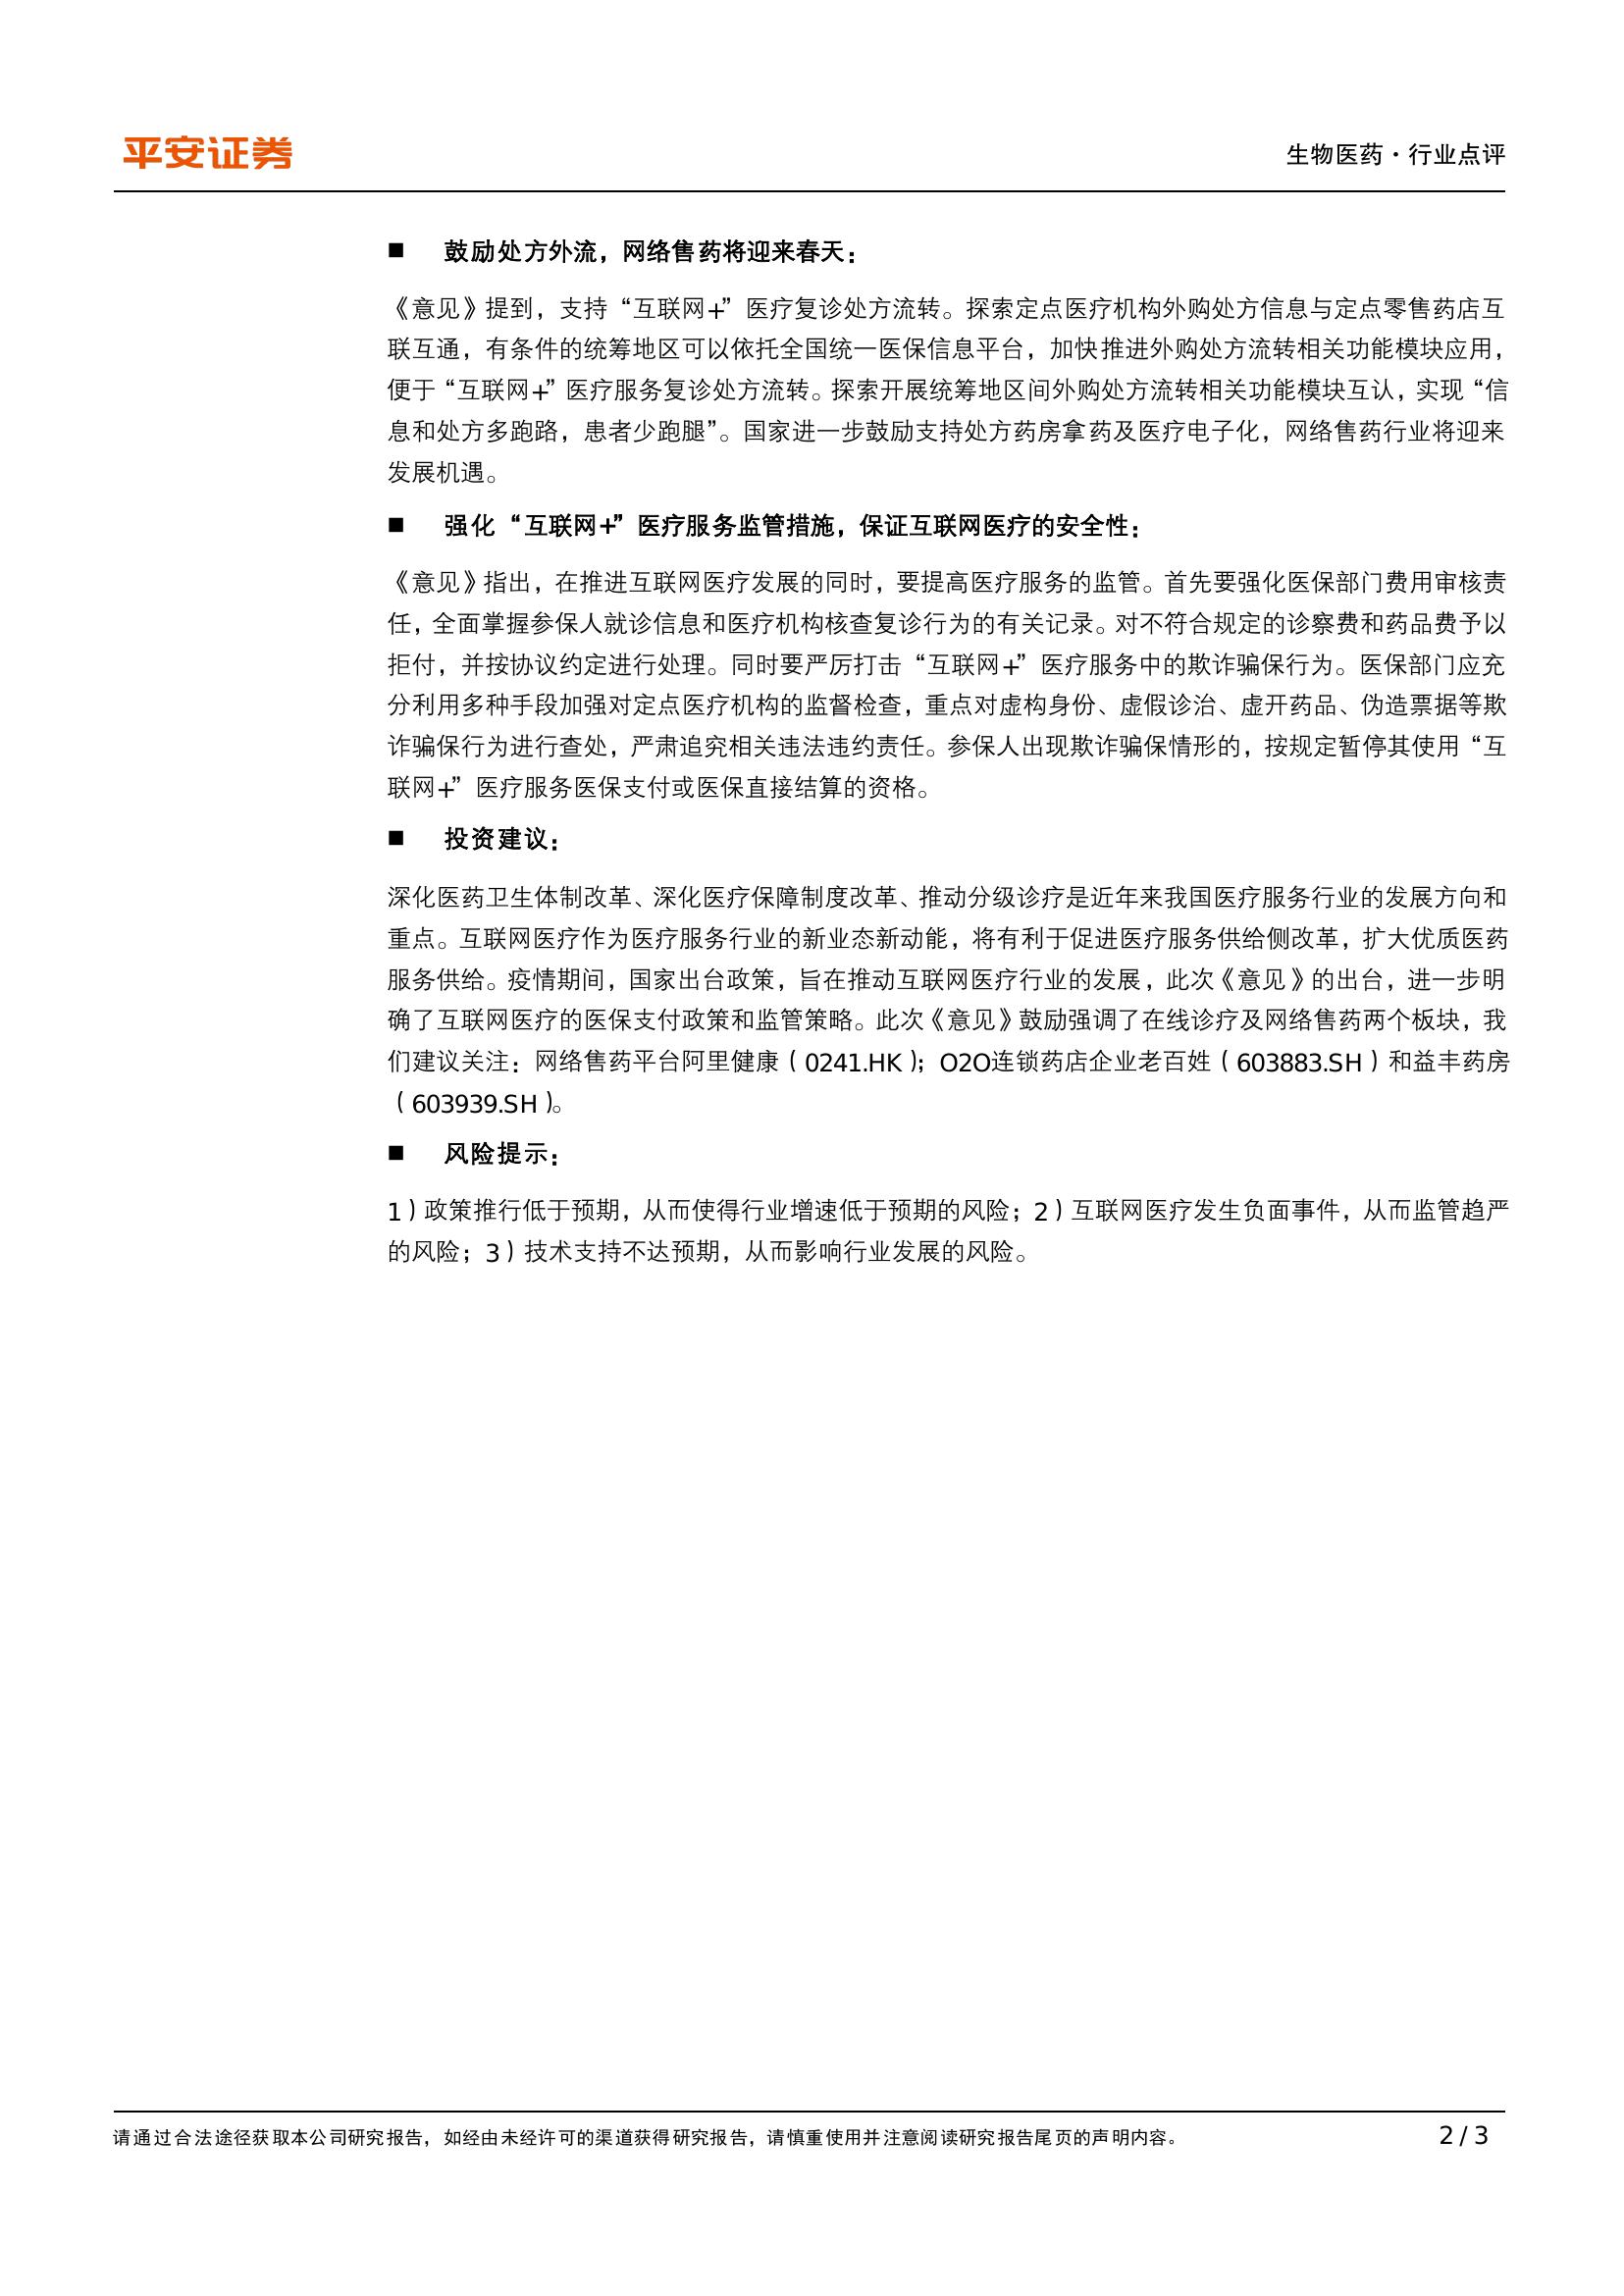 平安证券
生物医药·行业点评
■ 鼓励处方外流，网络售药将迎来春天：
《意见》提到，支持“互联网+”医疗复诊处方流转。探索定点医疗机构外购处方信息与定点零售药店互
联互通，有条件的统筹地区可以依托全国统一医保信息平台，加快推进外购处方流转相关功能模块应用，
便于“互联网+”医疗服务复诊处方流转。探索开展统筹地区间外购处方流转相关功能模块互认，实现“信
息和处方多跑路，患者少跑腿”。国家进一步鼓励支持处方药房拿药及医疗电子化，网络售药行业将迎来
发展机遇。
■ 强化“互联网+”医疗服务监管措施，保证互联网医疗的安全性：
《意见》指出，在推进互联网医疗发展的同时，要提高医疗服务的监管。首先要强化医保部门费用审核责
任，全面掌握参保人就诊信息和医疗机构核查复诊行为的有关记录。对不符合规定的诊察费和药品费予以
拒付，并按协议约定进行处理。同时要严厉打击“互联网+”医疗服务中的欺诈骗保行为。医保部门应充
分利用多种手段加强对定点医疗机构的监督检查，重点对虚构身份、虚假诊治、虚开药品、伪造票据等欺
诈骗保行为进行查处，严肃追究相关违法违约责任。参保人出现欺诈骗保情形的，按规定暂停其使用“互
联网+”医疗服务医保支付或医保直接结算的资格。
■ 投资建议：
深化医药卫生体制改革、深化医疗保障制度改革、推动分级诊疗是近年来我国医疗服务行业的发展方向和
重点。互联网医疗作为医疗服务行业的新业态新动能，将有利于促进医疗服务供给侧改革，扩大优质医药
服务供给。疫情期间，国家出台政策，旨在推动互联网医疗行业的发展，此次《意见》的出台，进一步明
确了互联网医疗的医保支付政策和监管策略。此次《意见》鼓励强调了在线诊疗及网络售药两个板块，我
们建议关注：网络售药平台阿里健康（0241.HK）；O2O连锁药店企业老百姓（603883.SH）和益丰药房
（603939.SH）。
■ 风险提示：
1）政策推行低于预期，从而使得行业增速低于预期的风险；2）互联网医疗发生负面事件，从而监管趋严
的风险；3）技术支持不达预期，从而影响行业发展的风险。
请通过合法途径获取本公司研究报告，如经由未经许可的渠道获得研究报告，请慎重使用并注意阅读研究报告尾页的声明内容。
2 / 3